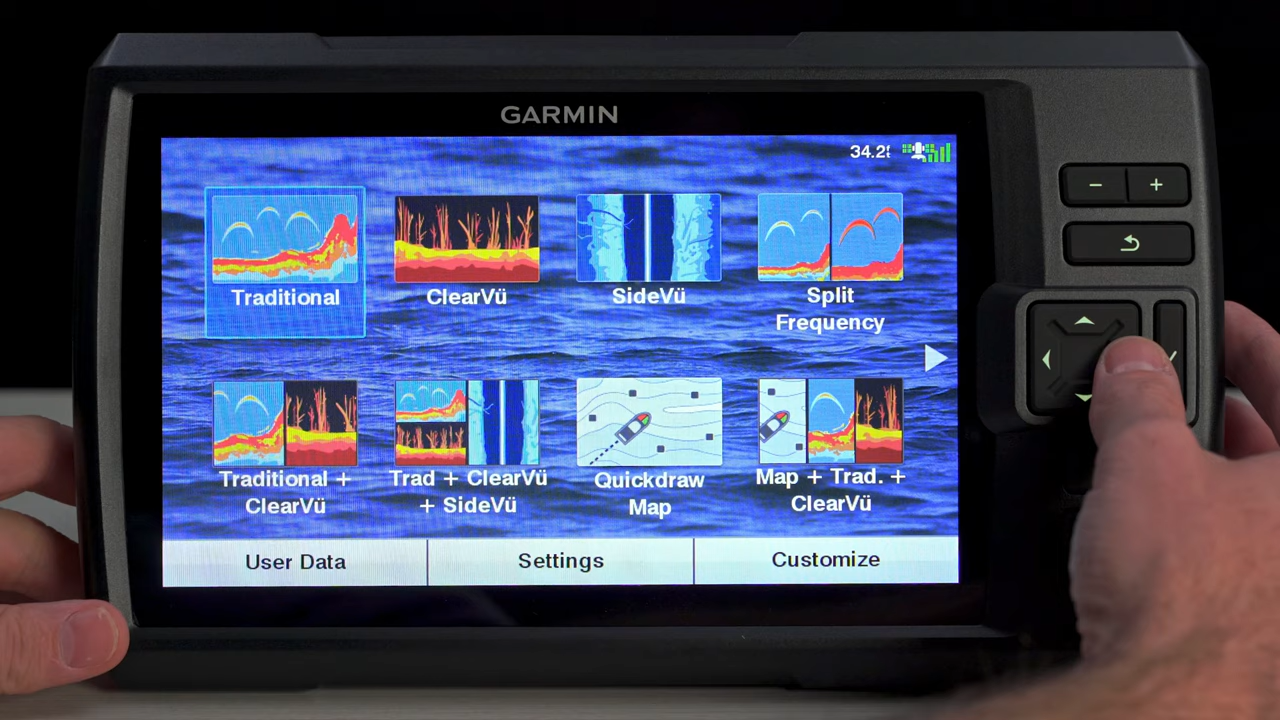 GARMIN
Traditional
ClearVü
SideVü
Split
Frequency
Traditional +
ClearVü
Trad + ClearVü
+ SideVü
Quickdraw
Map
Map + Trad. +
ClearVü
User Data
Settings
Customize